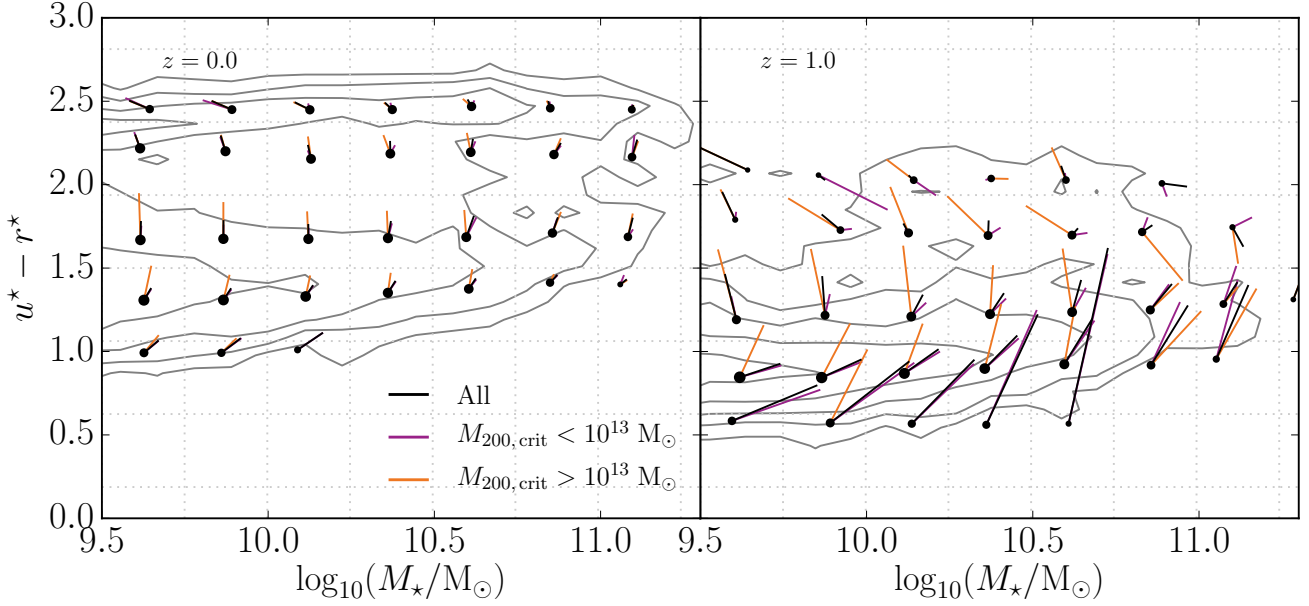 z = 0.0
z = 1.0
3.0
2.5
2.0
1.5
1.0
0.5
0.0
u* − r*
All
M200,crit < 10^13 M⊙
M200,crit > 10^13 M⊙
9.5 10.0 10.5 11.0 9.5 10.0 10.5 11.0
log10(M⋆/M⊙) log10(M⋆/M⊙)